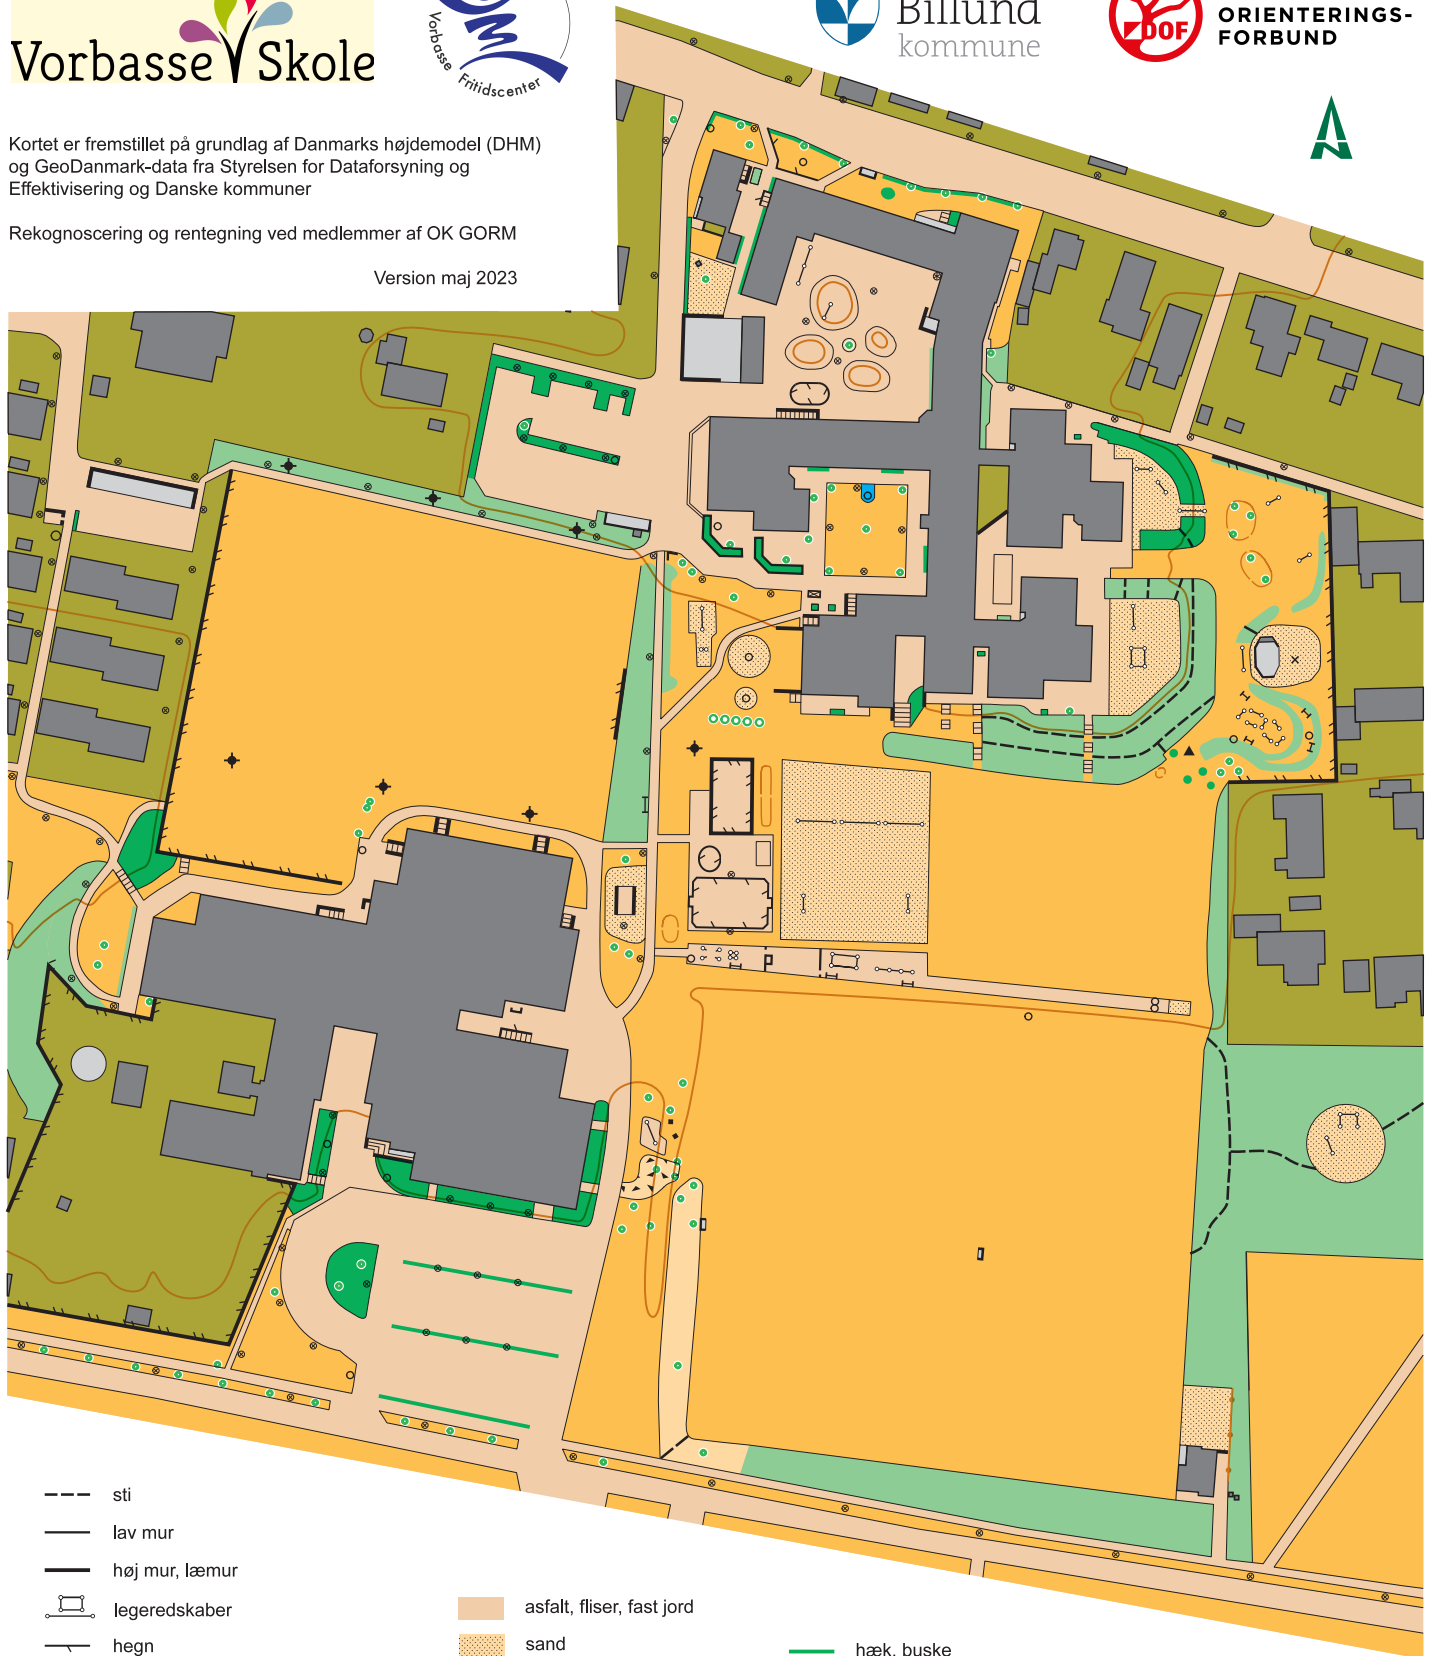 Vorbasse Skole
Vorbasse Fritidscenter
Billund
kommune
DOF
ORIENTERINGS-
FORBUND
Kortet er fremstillet på grundlag af Danmarks højdemodel (DHM)
og GeoDanmark-data fra Styrelsen for Dataforsyning og
Effektivisering og Danske kommuner
Rekognoscering og rentegning ved medlemmer af OK GORM
Version maj 2023
sti
lav mur
høj mur, læmur
legeredskaber
hegn
asfalt, fliser, fast jord
sand
hæk, buske